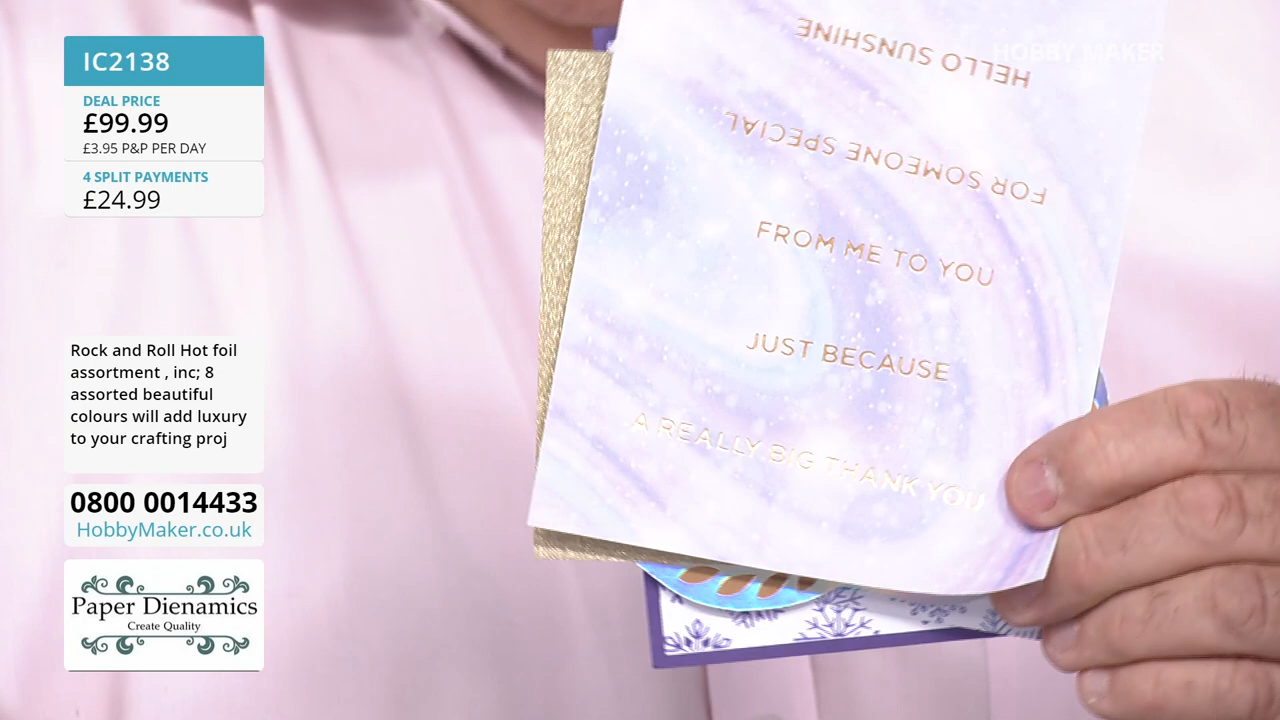 IC2138
DEAL PRICE
£99.99
£3.95 P&P PER DAY
4 SPLIT PAYMENTS
£24.99
Rock and Roll Hot foil
assortment , inc; 8
assorted beautiful
colours will add luxury
to your crafting proj
0800 0014433
HobbyMaker.co.uk
Paper Dienamics
Create Quality
HOBBY MAKER
HELLO SUNSHINE
FOR SOMEONE SPECIAL
FROM ME TO YOU
JUST BECAUSE
A REALLY BIG THANK YOU